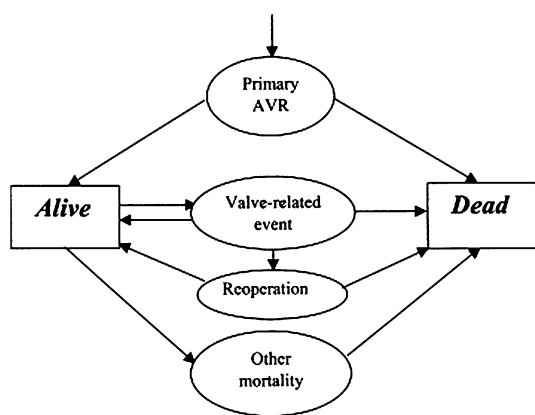 Primary
AVR
Alive
Valve-related
event
Dead
Reoperation
Other
mortality